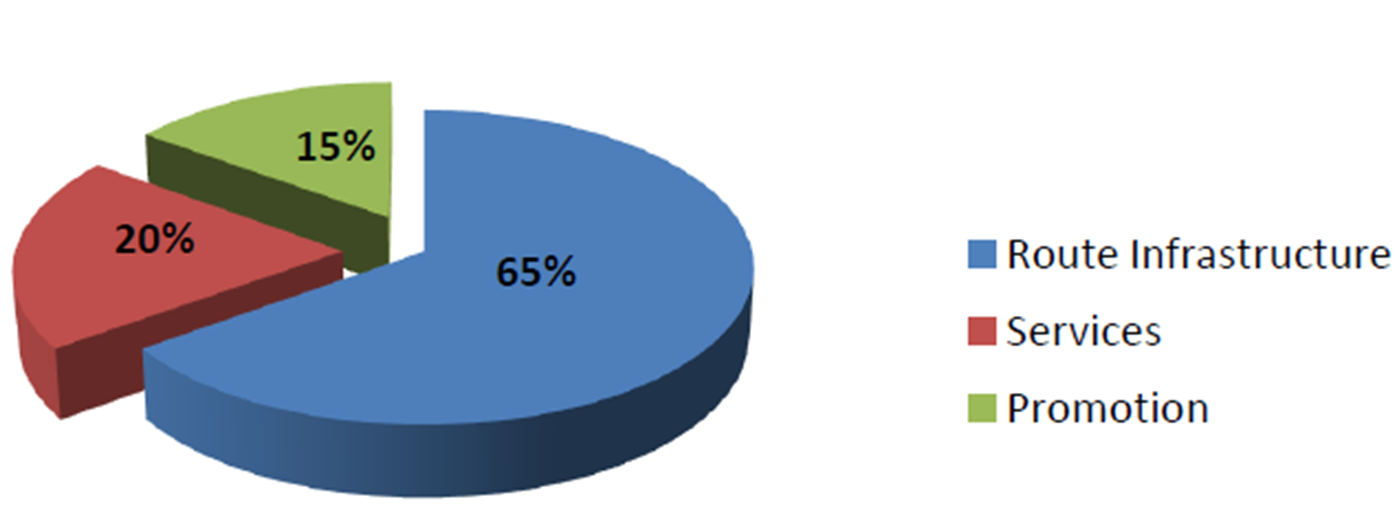 15%
20%
65%
Route Infrastructure
Services
Promotion